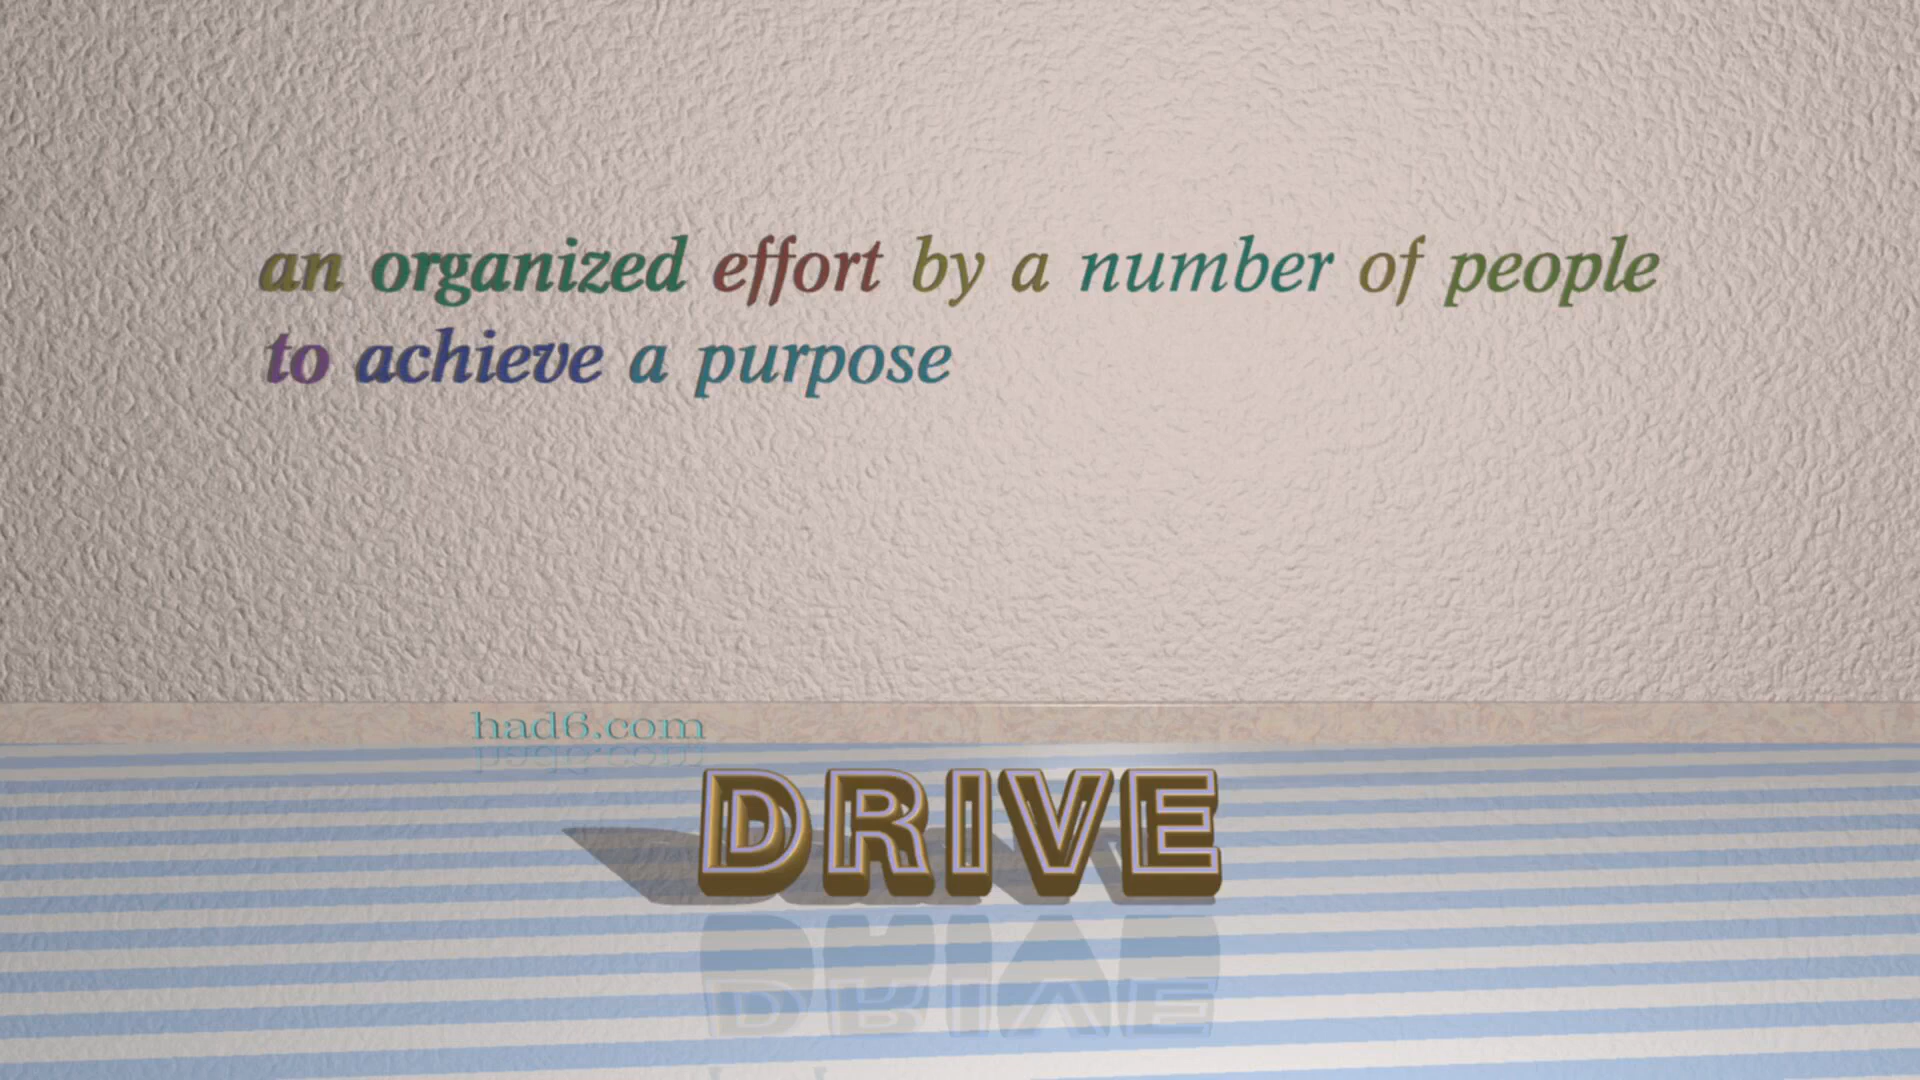 an organized effort by a number of people
to achieve a purpose
had6.com
DRIVE